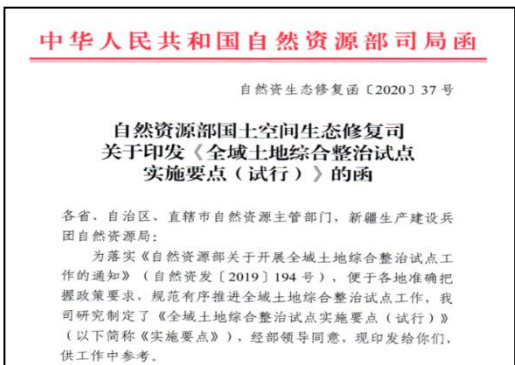 中华人民共和国自然资源部司局函
自然资生态修复函〔2020〕37号
自然资源部国土空间生态修复司
关于印发《全域土地综合整治试点
实施要点（试行）》的函
各省、自治区、直辖市自然资源主管部门，新疆生产建设兵
团自然资源局：
为落实《自然资源部关于开展全域土地综合整治试点工
作的通知》（自然资发〔2019〕194号），便于各地准确把
握政策要求，规范有序推进全域土地综合整治试点工作，我
司研究制定了《全域土地综合整治试点实施要点（试行）》
（以下简称《实施要点》），经部领导同意，现印发给你们，
供工作中参考。